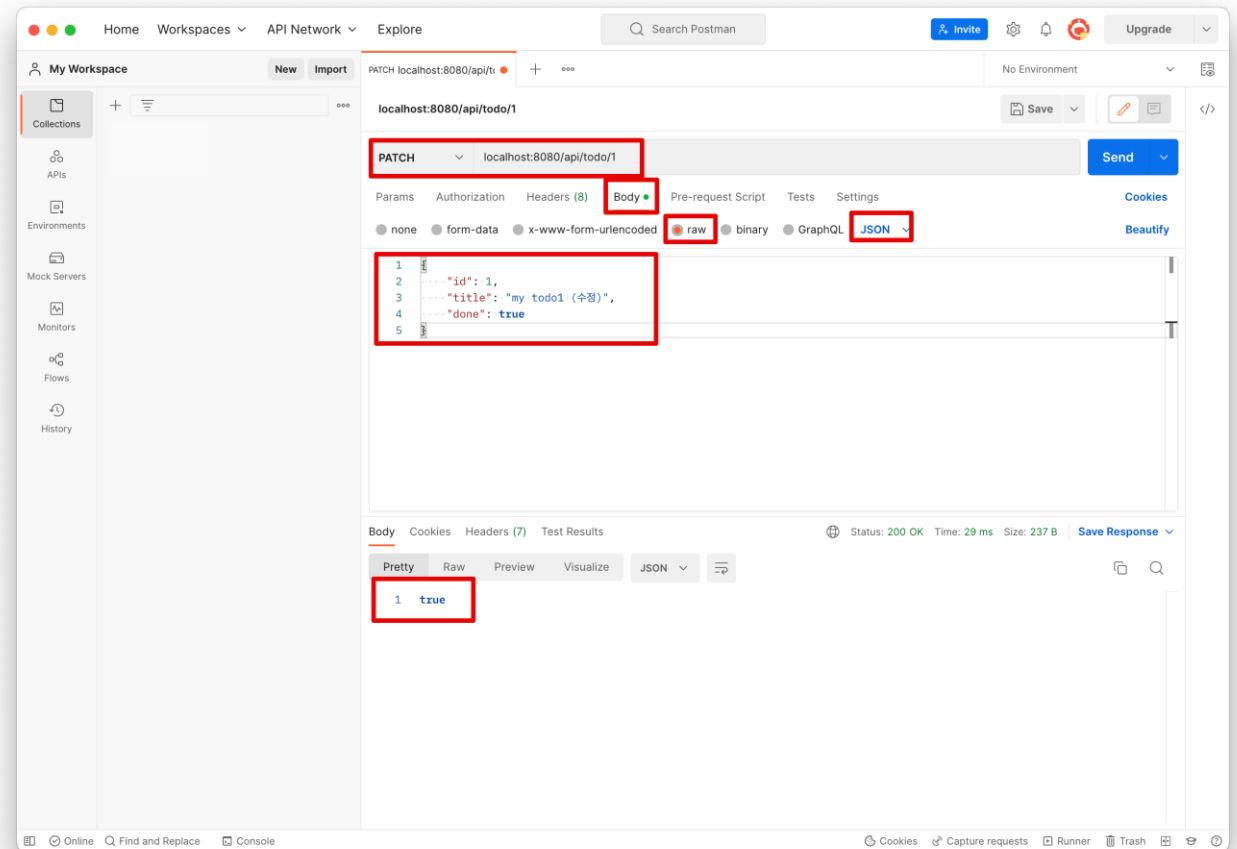 Home Workspaces API Network Explore Search Postman Invite Upgrade
My Workspace New Import PATCH localhost:8080/api/t No Environment
Collections
APIs
Environments
Mock Servers
Monitors
Flows
History
localhost:8080/api/todo/1 Save
PATCH localhost:8080/api/todo/1 Send
Params Authorization Headers (8) Body Pre-request Script Tests Settings Cookies
none form-data x-www-form-urlencoded raw binary GraphQL JSON Beautify
1 {
2 "id": 1,
3 "title": "my todo1 (수정)",
4 "done": true
5 }
Body Cookies Headers (7) Test Results Status: 200 OK Time: 29 ms Size: 237 B Save Response
Pretty Raw Preview Visualize JSON
1 true
Online Find and Replace Console Cookies Capture requests Runner Trash